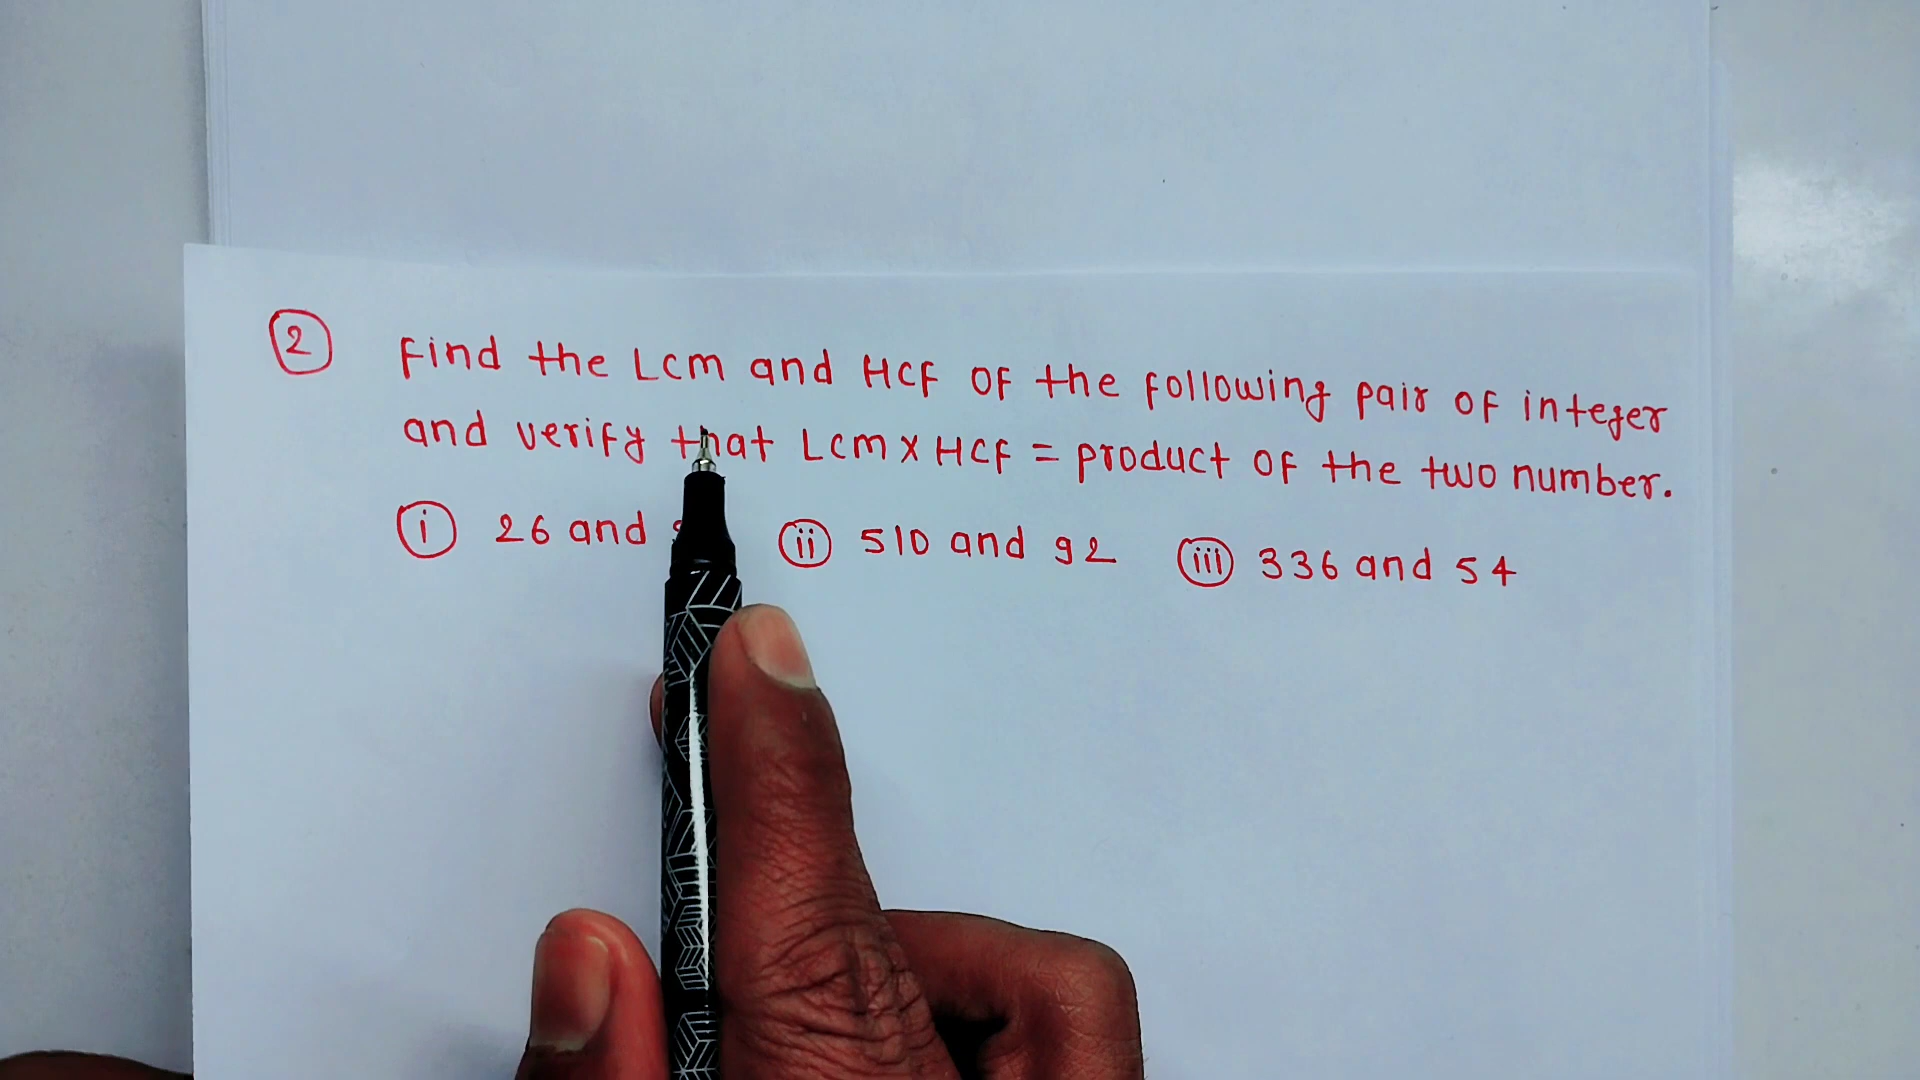 2 Find the Lcm and HCF OF the following pair OF integer
and verify that Lcm x HCF = product OF the two number.
i 26 and ii 510 and 92 iii 336 and 54